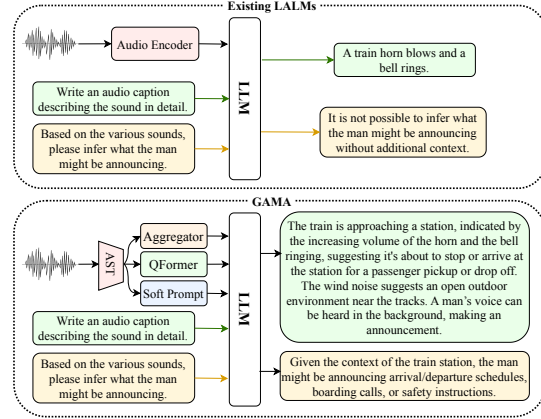 Existing LALMs
Audio Encoder
Write an audio caption
describing the sound in detail.
Based on the various sounds,
please infer what the man
might be announcing.
LLM
A train horn blows and a
bell rings.
It is not possible to infer what
the man might be announcing
without additional context.
GAMA
AST
Aggregator
QFormer
Soft Prompt
Write an audio caption
describing the sound in detail.
Based on the various sounds,
please infer what the man
might be announcing.
LLM
The train is approaching a station, indicated
by the increasing volume of the horn and the bell
ringing, suggesting it's about to stop or arrive at
the station for a passenger pickup or drop off.
The wind noise suggests an open outdoor
environment near the tracks. A man's voice can
be heard in the background, making an
announcement.
Given the context of the train station, the man
might be announcing arrival/departure schedules,
boarding calls, or safety instructions.